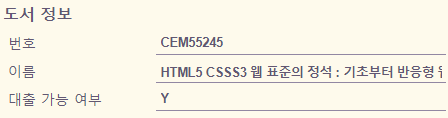 도서 정보
번호 CEM55245
이름 HTML5 CSSS3 웹 표준의 정석 : 기초부터 반응형
대출 가능 여부 Y